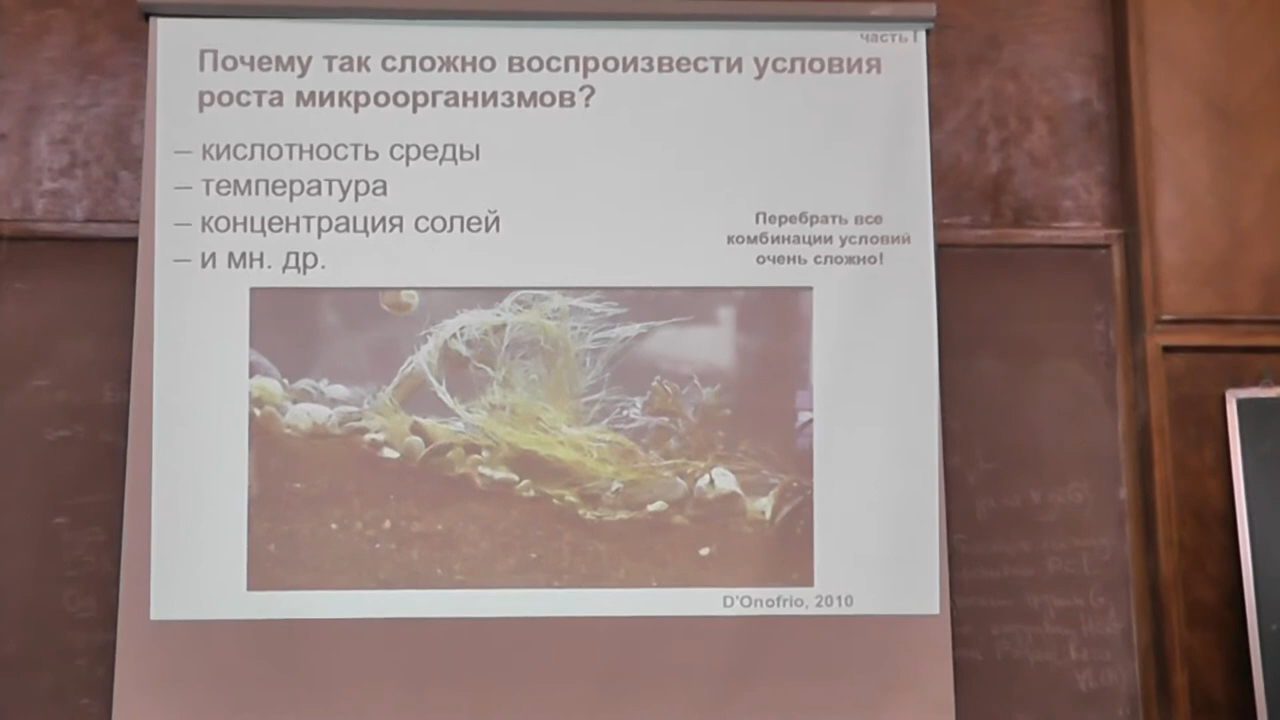 часть I
Почему так сложно воспроизвести условия
роста микроорганизмов?
– кислотность среды
– температура
– концентрация солей
– и мн. др.
Перебрать все
комбинации условий
очень сложно!
D'Onofrio, 2010